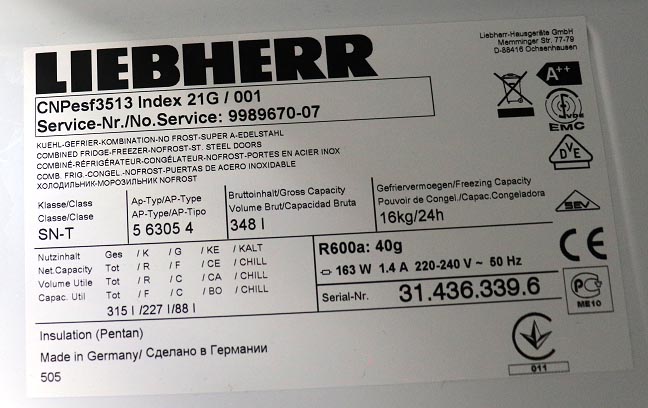 LIEBHERR
Liebherr-Hausgeräte GmbH
Memminger Str. 77-79
D-88416 Ochsenhausen
CNPesf3513 Index 21G / 001
Service-Nr./No.Service: 9989670-07
A++
VDE
EMC
KUEHL-GEFRIER-KOMBINATION-NO FROST-SUPER A-EDELSTAHL
COMBINED FRIDGE-FREEZER-NOFROST-ST. STEEL DOORS
COMBINÉ-RÉFRIGÉRATEUR-CONGÉLATEUR-NOFROST-PORTES EN ACIER INOX
COMB. FRIG.-CONGEL.-NOFROST-PUERTAS DE ACERO INOXIDABLE
ХОЛОДИЛЬНИК-МОРОЗИЛЬНИК NOFROST
DVE
Klasse/Class
Classe/Clase
SN-T
Ap-Typ/AP-Type
AP-Type/AP-Tipo
5 6305 4
Bruttoinhalt/Gross Capacity
Volume Brut/Capacidad Bruta
348 l
Gefriervermoegen/Freezing Capacity
Pouvoir de Congel./Capac.Congeladora
16kg/24h
SEV
Nutzinhalt Ges / K / G / KE / KALT
Net.Capacity Tot / R / F / CE / CHILL
Volume Utile Tot / R / C / CA / CHILL
Capac. Util Tot / F / C / BO / CHILL
315 l /227 l /88 l
R600a: 40g
163 W 1.4 A 220-240 V ~ 50 Hz
Serial-Nr. 31.436.339.6
CE
ME10
Insulation (Pentan)
Made in Germany/ Сделано в Германии
505
011